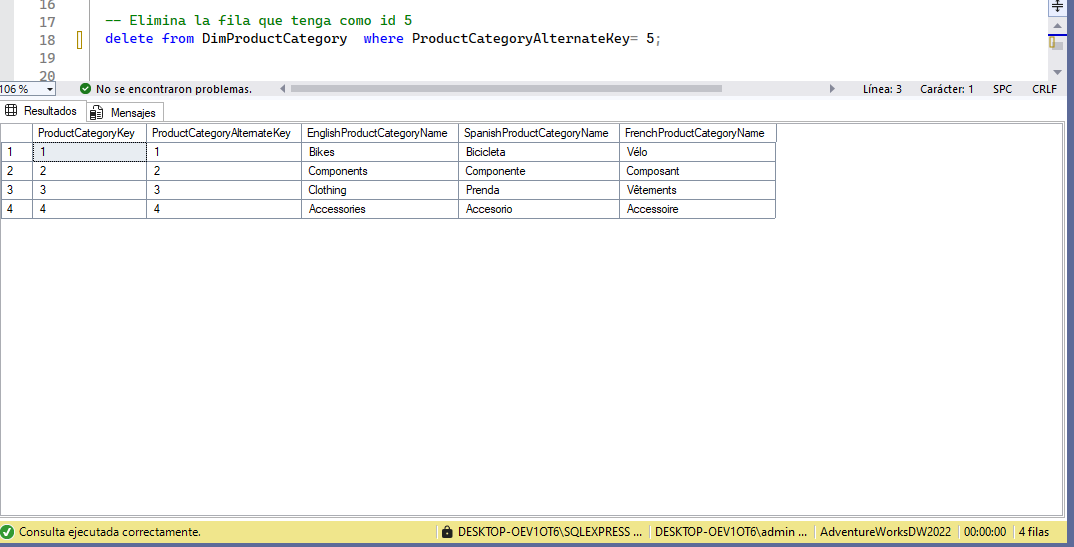 16
17 -- Elimina la fila que tenga como id 5
18 delete from DimProductCategory  where ProductCategoryAlternateKey= 5;
19
20
106 % No se encontraron problemas. Línea: 3 Carácter: 1 SPC CRLF
Resultados Mensajes
ProductCategoryKey ProductCategoryAlternateKey EnglishProductCategoryName SpanishProductCategoryName FrenchProductCategoryName
1 1 1 Bikes Bicicleta Vélo
2 2 2 Components Componente Composant
3 3 3 Clothing Prenda Vêtements
4 4 4 Accessories Accesorio Accessoire
Consulta ejecutada correctamente. DESKTOP-OEV1OT6\SQLEXPRESS ... DESKTOP-OEV1OT6\admin ... AdventureWorksDW2022 00:00:00 4 filas